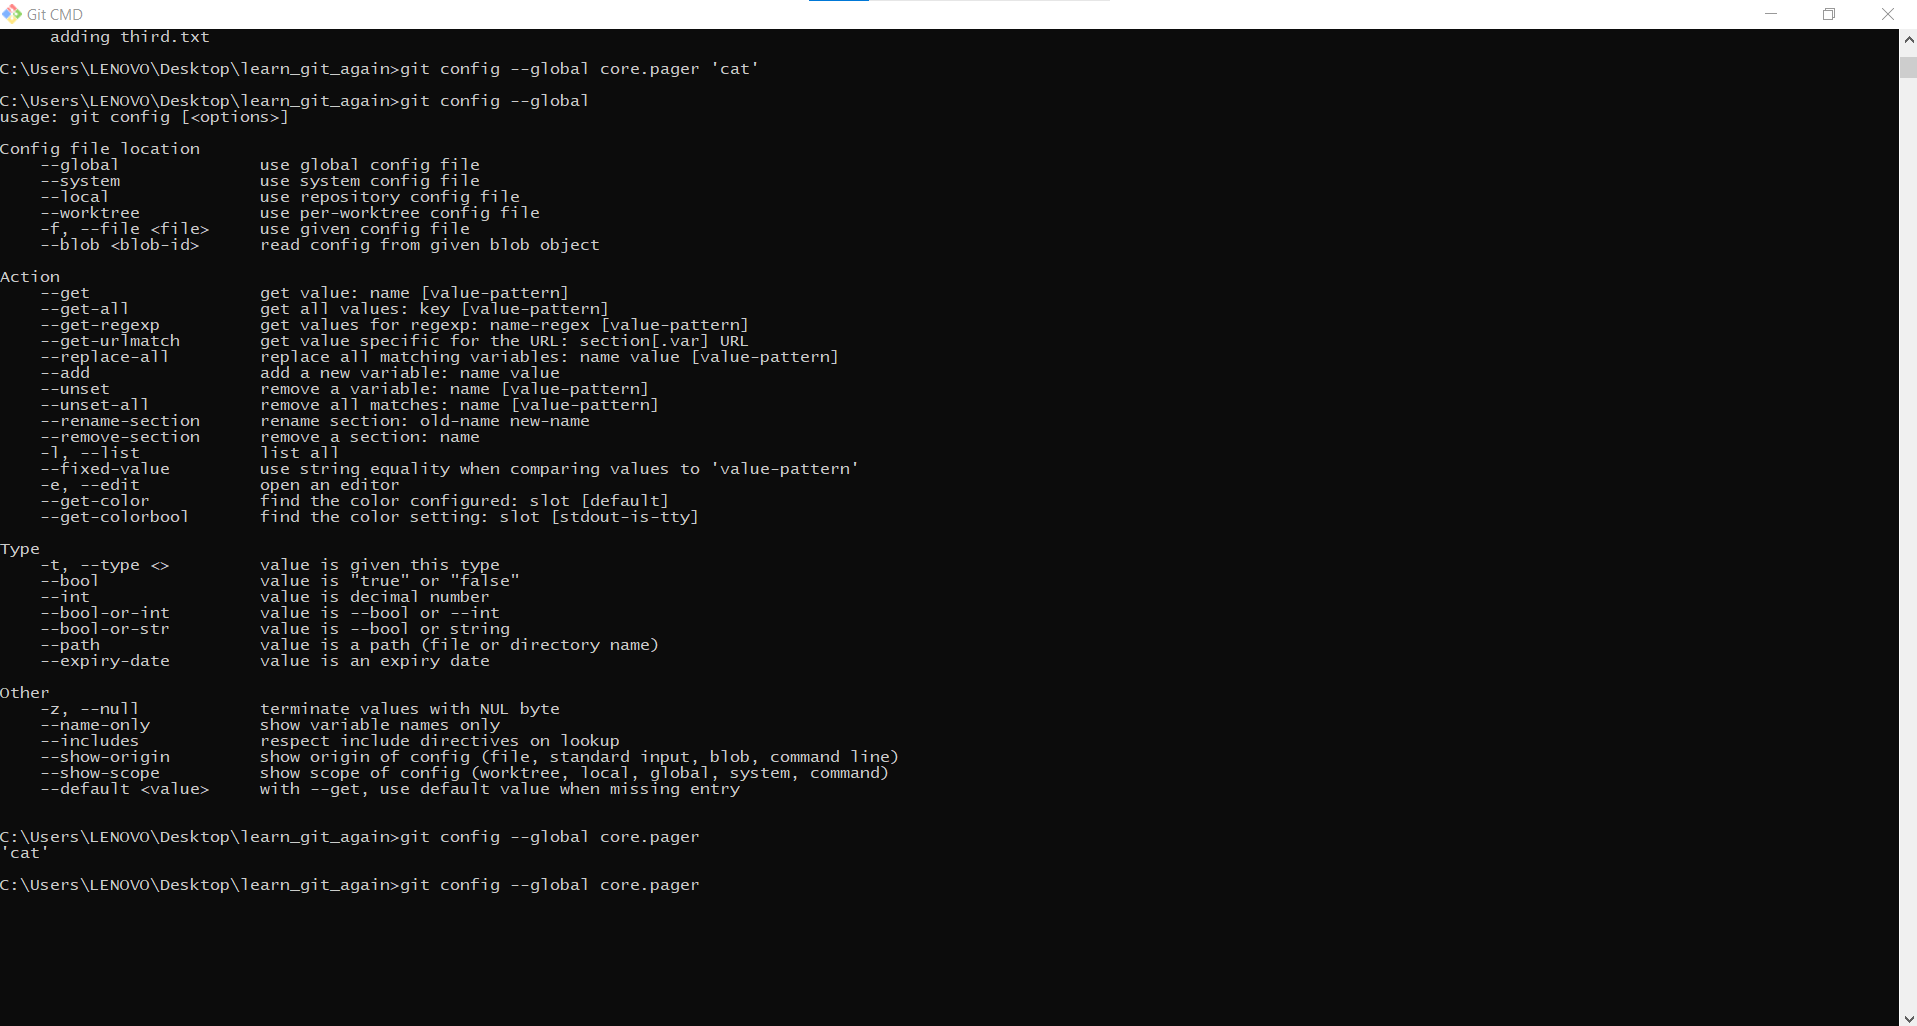 Git CMD
adding third.txt
C:\Users\LENOVO\Desktop\learn_git_again>git config --global core.pager 'cat'
C:\Users\LENOVO\Desktop\learn_git_again>git config --global
usage: git config [<options>]
Config file location
--global use global config file
--system use system config file
--local use repository config file
--worktree use per-worktree config file
-f, --file <file> use given config file
--blob <blob-id> read config from given blob object
Action
--get get value: name [value-pattern]
--get-all get all values: key [value-pattern]
--get-regexp get values for regexp: name-regex [value-pattern]
--get-urlmatch get value specific for the URL: section[.var] URL
--replace-all replace all matching variables: name value [value-pattern]
--add add a new variable: name value
--unset remove a variable: name [value-pattern]
--unset-all remove all matches: name [value-pattern]
--rename-section rename section: old-name new-name
--remove-section remove a section: name
-l, --list list all
--fixed-value use string equality when comparing values to 'value-pattern'
-e, --edit open an editor
--get-color find the color configured: slot [default]
--get-colorbool find the color setting: slot [stdout-is-tty]
Type
-t, --type <> value is given this type
--bool value is "true" or "false"
--int value is decimal number
--bool-or-int value is --bool or --int
--bool-or-str value is --bool or string
--path value is a path (file or directory name)
--expiry-date value is an expiry date
Other
-z, --null terminate values with NUL byte
--name-only show variable names only
--includes respect include directives on lookup
--show-origin show origin of config (file, standard input, blob, command line)
--show-scope show scope of config (worktree, local, global, system, command)
--default <value> with --get, use default value when missing entry
C:\Users\LENOVO\Desktop\learn_git_again>git config --global core.pager
'cat'
C:\Users\LENOVO\Desktop\learn_git_again>git config --global core.pager